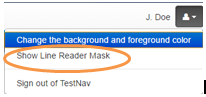 J. Doe
Change the background and foreground color
Show Line Reader Mask
Sign out of TestNav